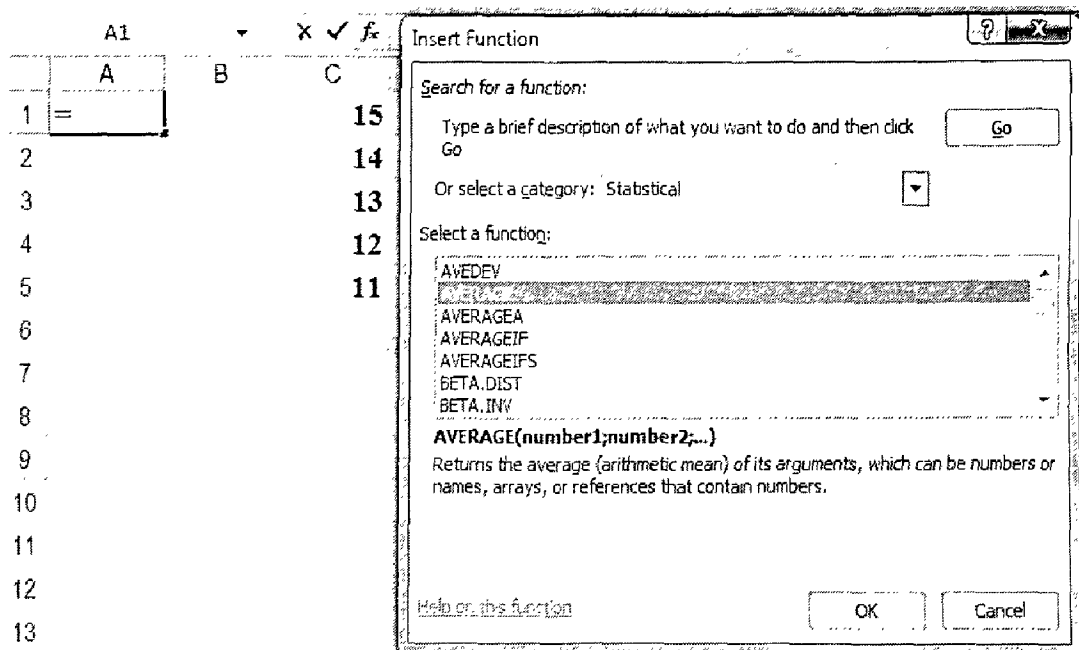 A1 × ✓ fx
A B C
1 = 15
2 14
3 13
4 12
5 11
6
7
8
9
10
11
12
13
Insert Function
?
Search for a function:
Type a brief description of what you want to do and then click
Go
Go
Or select a category: Statistical
Select a function:
AVEDEV
AVERAGE
AVERAGEA
AVERAGEIF
AVERAGEIFS
BETA.DIST
BETA.INV
AVERAGE(number1;number2;...)
Returns the average (arithmetic mean) of its arguments, which can be numbers or
names, arrays, or references that contain numbers.
Help on this function
OK Cancel